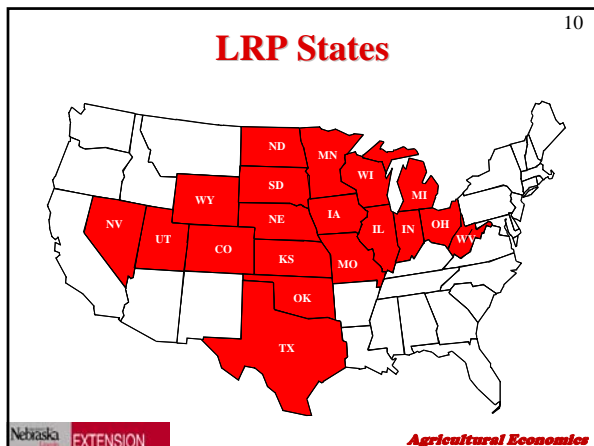 10
LRP States
ND
MN
WI
SD
WY
MI
NE
IA
NV
IL
IN
OH
UT
CO
WV
KS
MO
OK
TX
Nebraska
EXTENSION
Agricultural Economics